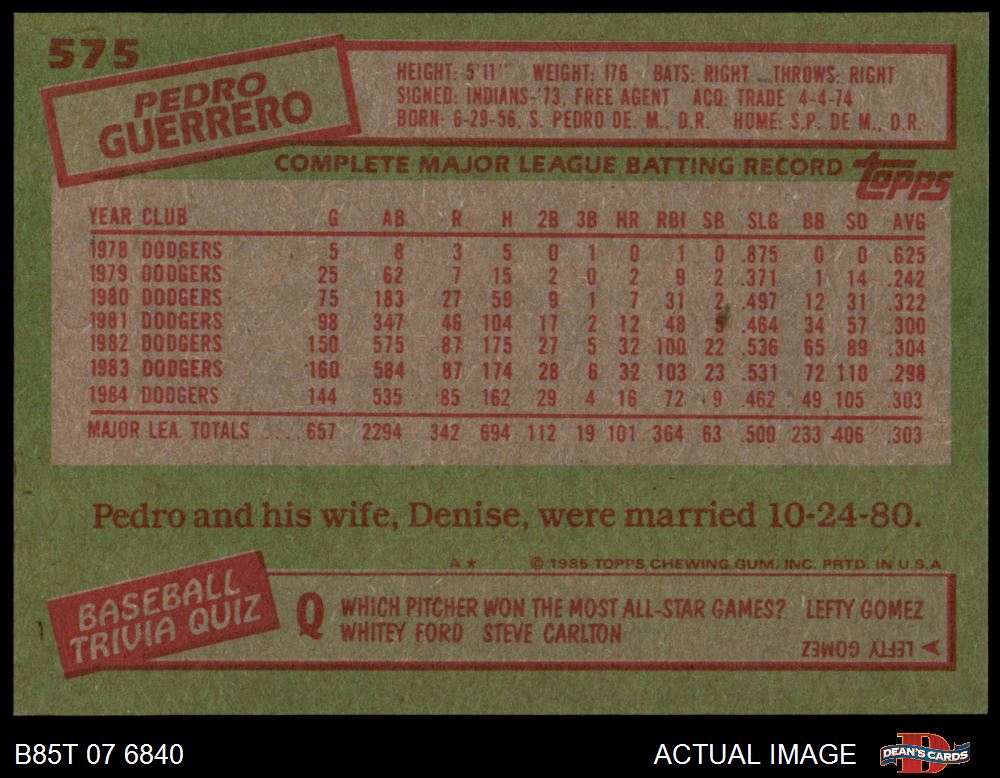 575
PEDRO
GUERRERO
HEIGHT: 5'11" WEIGHT: 176 BATS: RIGHT THROWS: RIGHT
SIGNED: INDIANS-'73, FREE AGENT ACQ: TRADE 4-4-74
BORN: 6-29-56, S. PEDRO DE. M., D.R. HOME: S.P. DE M., D.R.
COMPLETE MAJOR LEAGUE BATTING RECORD
TOPPS
YEAR CLUB G AB R H 2B 3B HR RBI SB SLG BB SO AVG
1978 DODGERS 5 8 3 5 0 1 0 1 0 .875 0 0 .625
1979 DODGERS 25 62 7 15 2 0 2 9 2 .371 1 14 .242
1980 DODGERS 75 183 27 59 9 1 7 31 2 .497 12 31 .322
1981 DODGERS 98 347 46 104 17 2 12 48 5 .464 34 57 .300
1982 DODGERS 150 575 87 175 27 5 32 100 22 .536 65 89 .304
1983 DODGERS 160 584 87 174 28 6 32 103 23 .531 72 110 .298
1984 DODGERS 144 535 85 162 29 4 16 72 9 .462 49 105 .303
MAJOR LEA. TOTALS .... 657 2294 342 694 112 19 101 364 63 .500 233 406 .303
Pedro and his wife, Denise, were married 10-24-80.
A* © 1985 TOPPS CHEWING GUM, INC. PRTD. IN U.S.A
BASEBALL
TRIVIA QUIZ
Q WHICH PITCHER WON THE MOST ALL-STAR GAMES? LEFTY GOMEZ
WHITEY FORD STEVE CARLTON
LEFTY GOMEZ
B85T 07 6840
ACTUAL IMAGE
DEAN'S CARDS